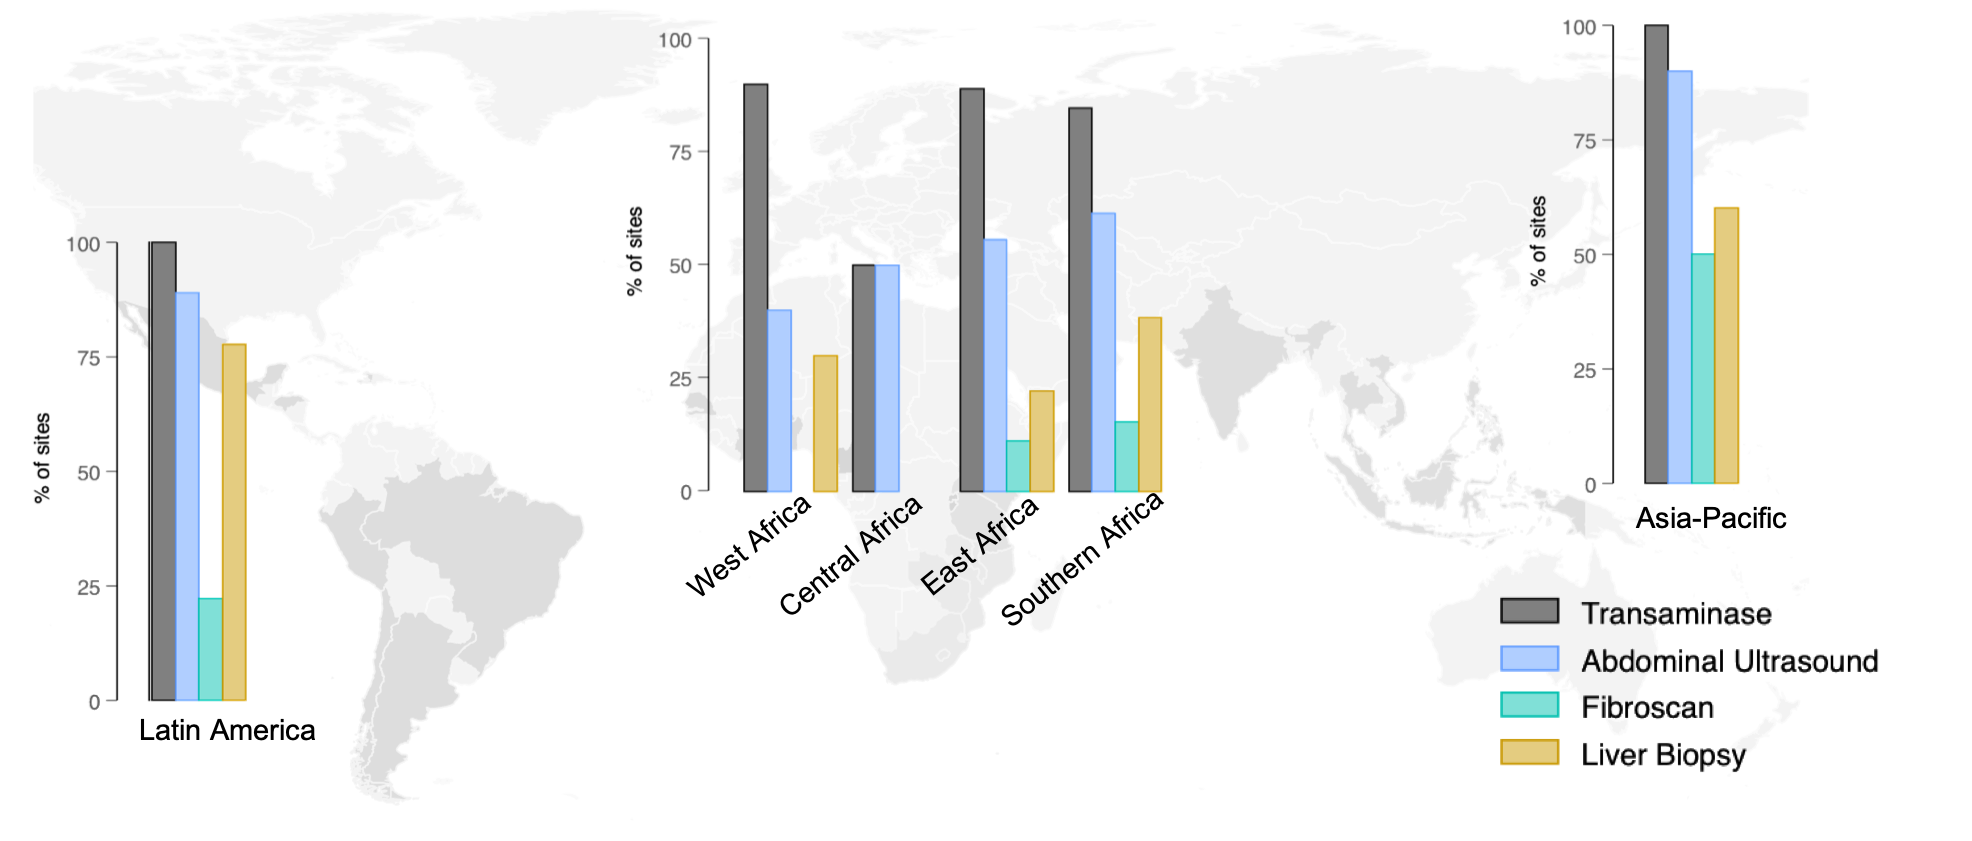 100
75
50
25
0
% of sites
Latin America
100
75
50
25
0
% of sites
West Africa
Central Africa
East Africa
Southern Africa
100
75
50
25
0
% of sites
Asia-Pacific
Transaminase
Abdominal Ultrasound
Fibroscan
Liver Biopsy